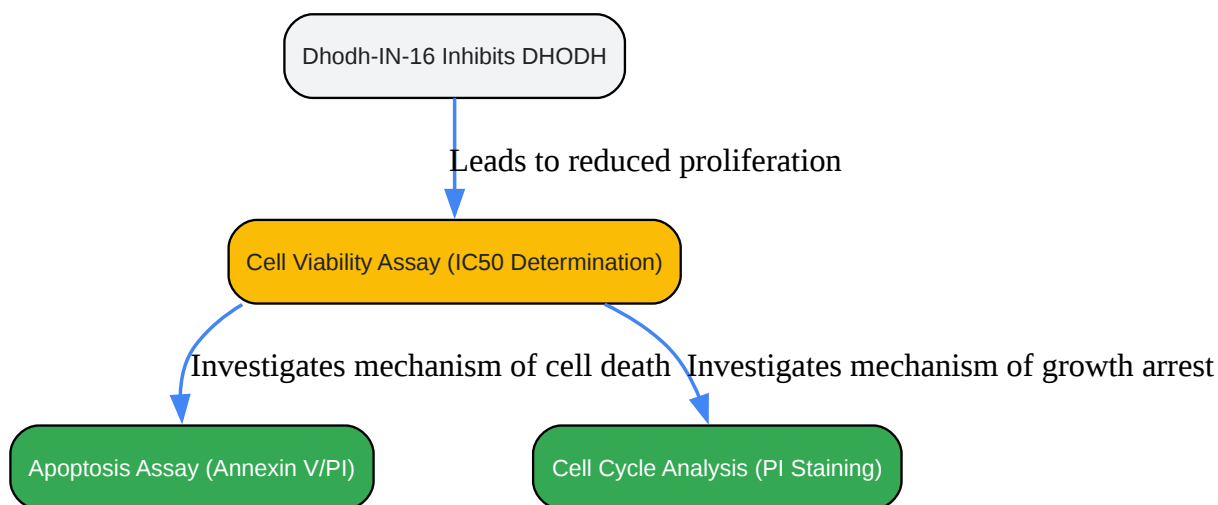 Dhodh-IN-16 Inhibits DHODH
Leads to reduced proliferation
Cell Viability Assay (IC50 Determination)
Investigates mechanism of cell death
Investigates mechanism of growth arrest
Apoptosis Assay (Annexin V/PI)
Cell Cycle Analysis (PI Staining)